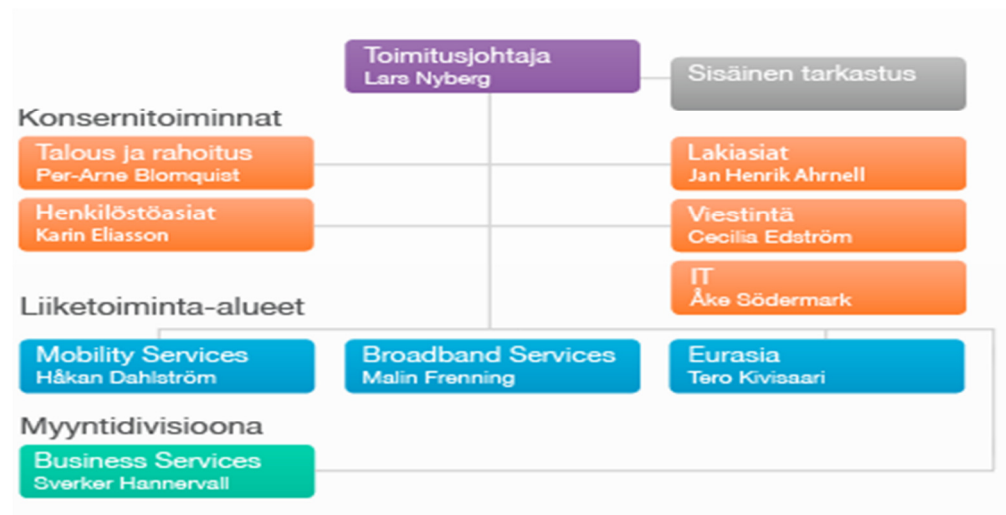 Toimitusjohtaja
Lars Nyberg
Sisäinen tarkastus
Konsernitoiminnat
Talous ja rahoitus
Per-Arne Blomquist
Lakiasiat
Jan Henrik Ahrnell
Henkilöstöasiat
Karin Eliasson
Viestintä
Cecilia Edström
IT
Åke Södermark
Liiketoiminta-alueet
Mobility Services
Håkan Dahlström
Broadband Services
Malin Frenning
Eurasia
Tero Kivisaari
Myyntidivisioona
Business Services
Sverker Hannervall